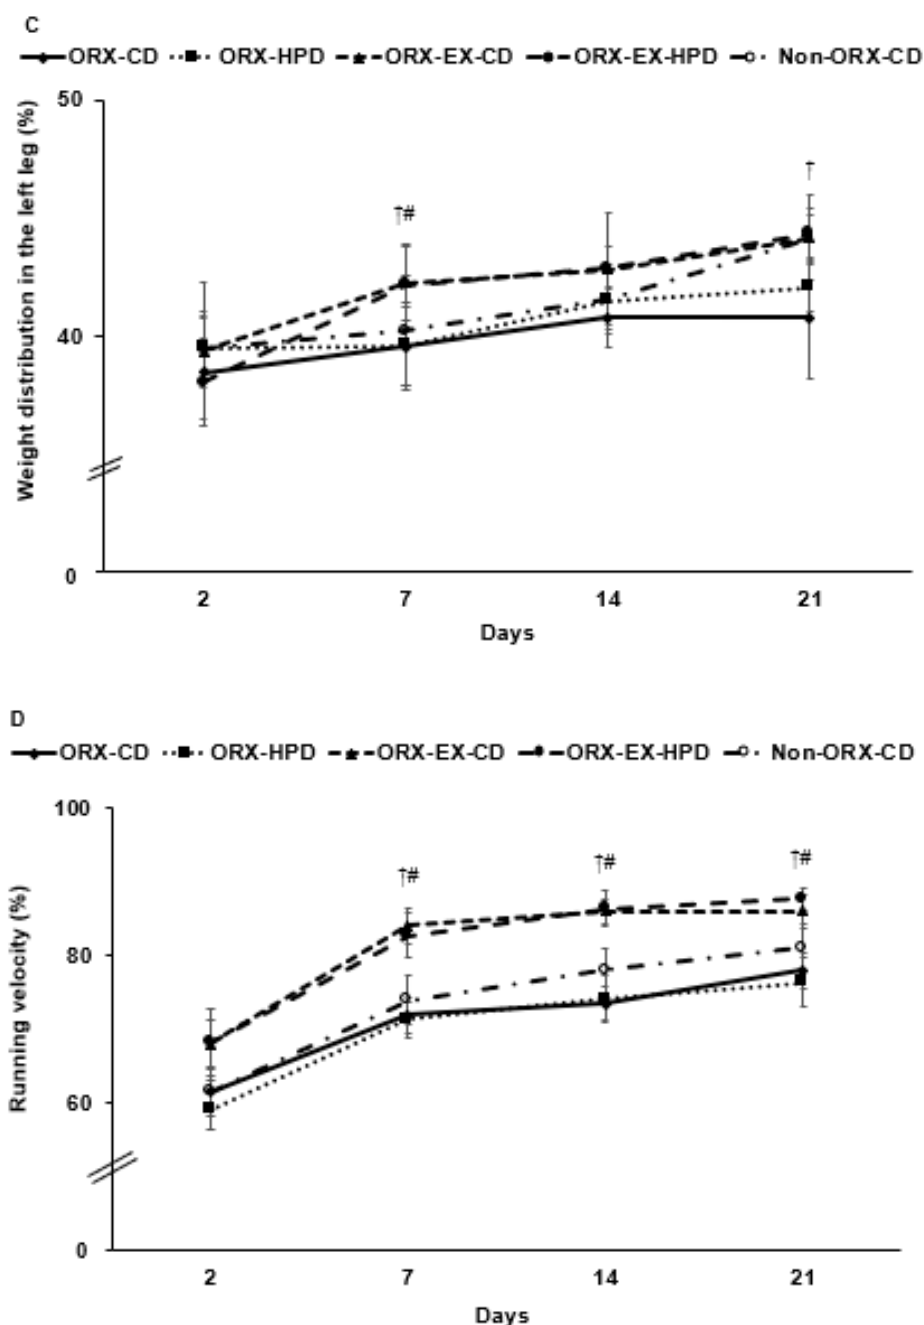 C
ORX-CD ORX-HPD ORX-EX-CD ORX-EX-HPD Non-ORX-CD
Weight distribution in the left leg (%)
50
40
0
†#
†
2 7 14 21
Days
D
ORX-CD ORX-HPD ORX-EX-CD ORX-EX-HPD Non-ORX-CD
Running velocity (%)
100
80
60
0
†# †# †#
2 7 14 21
Days